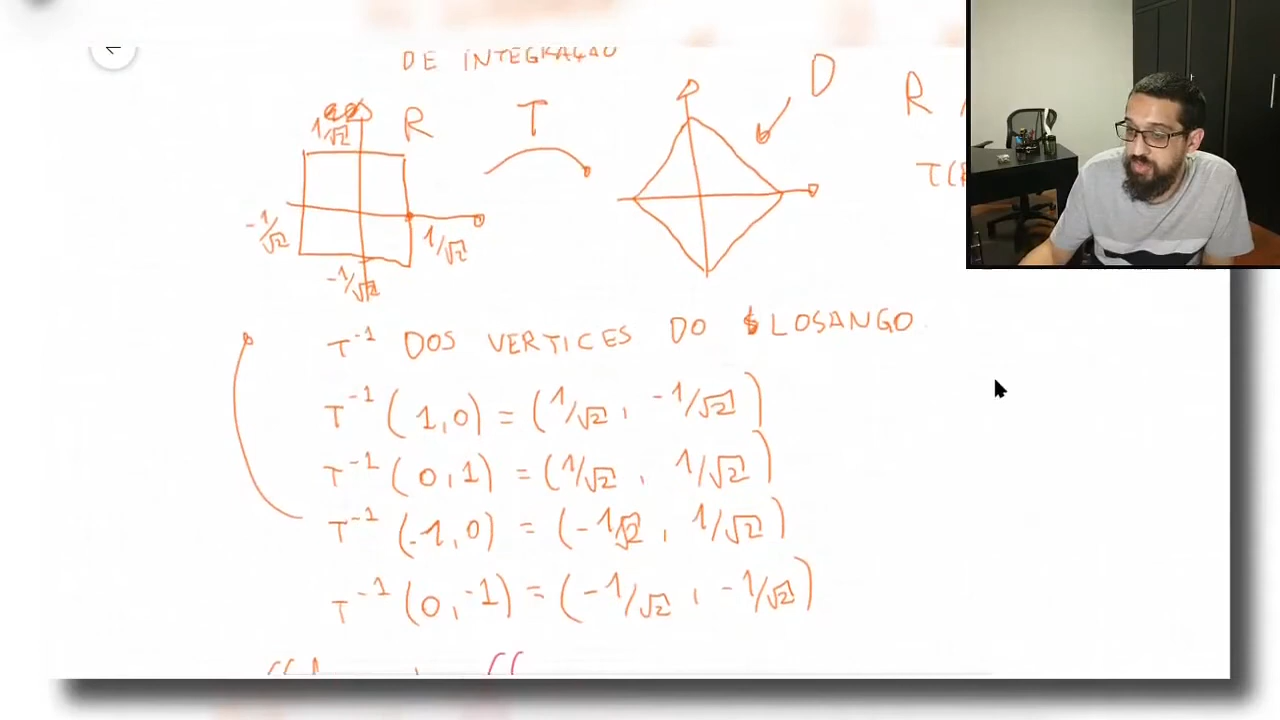 DE INTEGRAÇÃO
1/√2 R T D R
T(R
-1/√2 1/√2
-1/√2
T⁻¹ DOS VERTICES DO LOSANGO
T⁻¹ (1,0) = (1/√2, -1/√2)
T⁻¹ (0,1) = (1/√2, 1/√2)
T⁻¹ (-1,0) = (-1/√2, 1/√2)
T⁻¹ (0,-1) = (-1/√2, -1/√2)